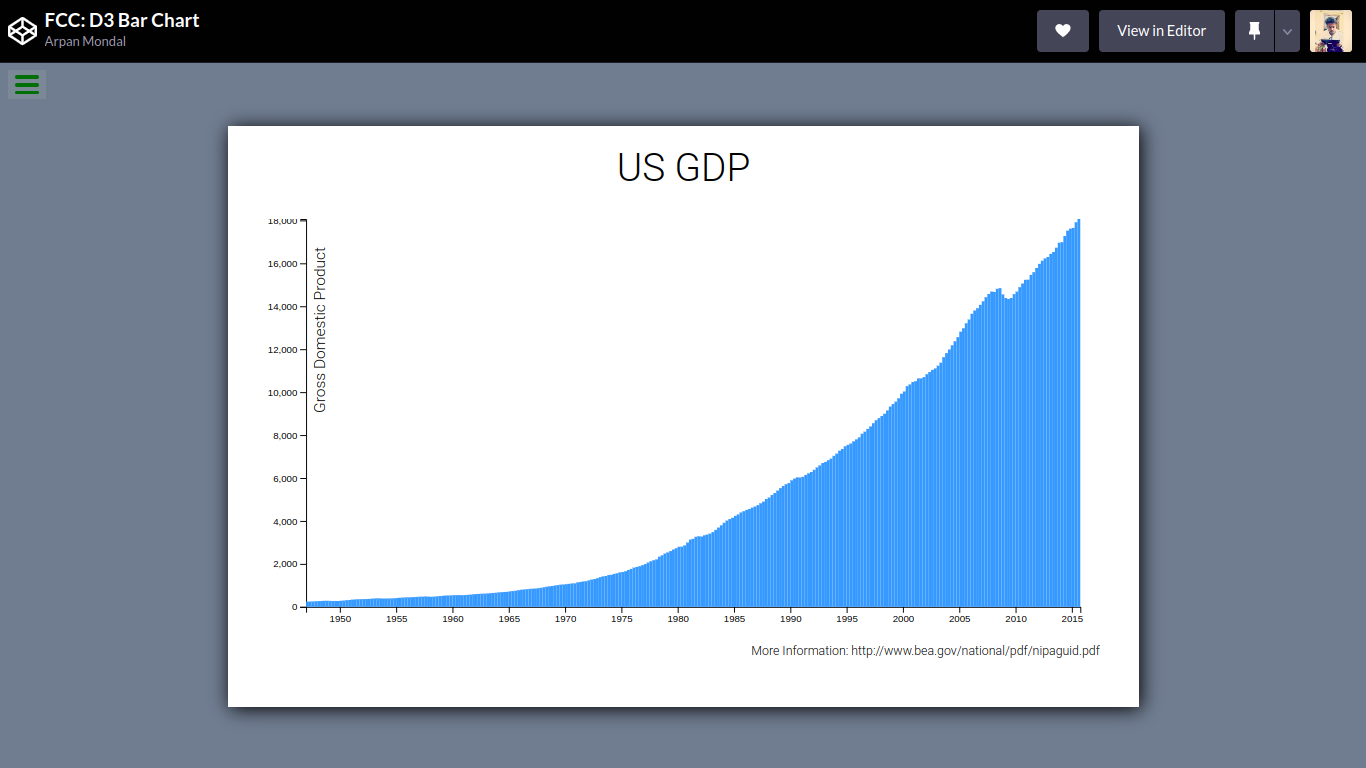 FCC: D3 Bar Chart
Arpan Mondal
View in Editor
US GDP
Gross Domestic Product
18,000
16,000
14,000
12,000
10,000
8,000
6,000
4,000
2,000
0
1950 1955 1960 1965 1970 1975 1980 1985 1990 1995 2000 2005 2010 2015
More Information: http://www.bea.gov/national/pdf/nipaguid.pdf